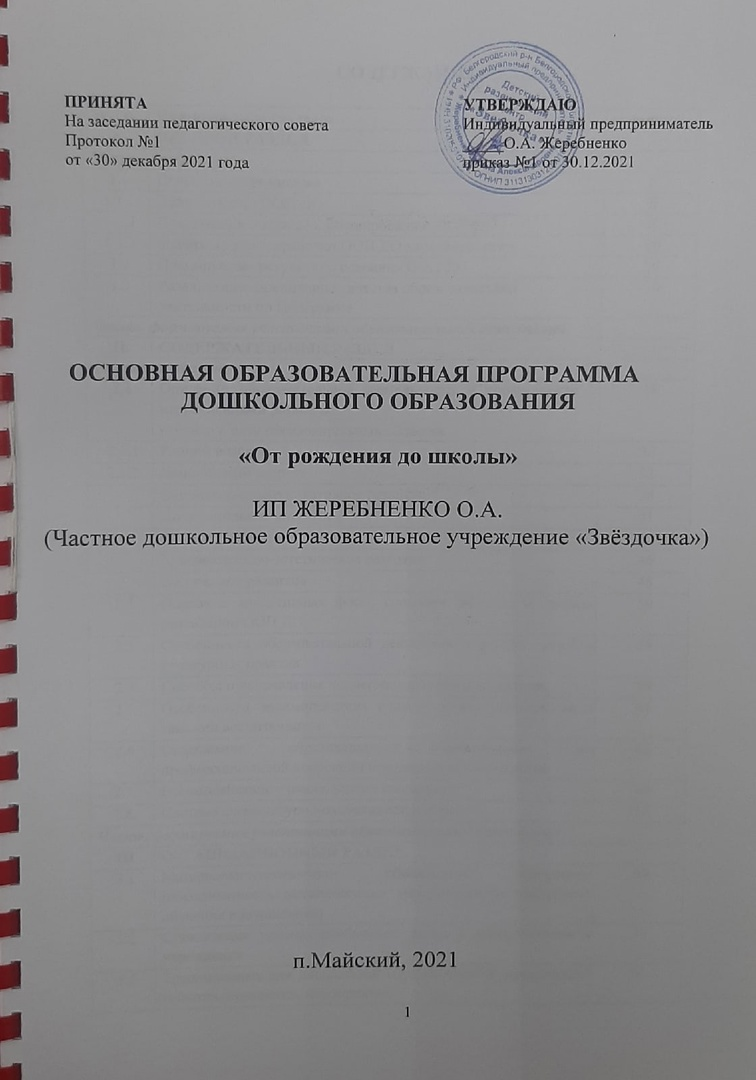 ПРИНЯТА
На заседании педагогического совета
Протокол №1
от «30» декабря 2021 года
УТВЕРЖДАЮ
Индивидуальный предприниматель
О.А. Жеребненко
приказ №1 от 30.12.2021
ОСНОВНАЯ ОБРАЗОВАТЕЛЬНАЯ ПРОГРАММА
ДОШКОЛЬНОГО ОБРАЗОВАНИЯ
«От рождения до школы»
ИП ЖЕРЕБНЕНКО О.А.
(Частное дошкольное образовательное учреждение «Звёздочка»)
п.Майский, 2021
1